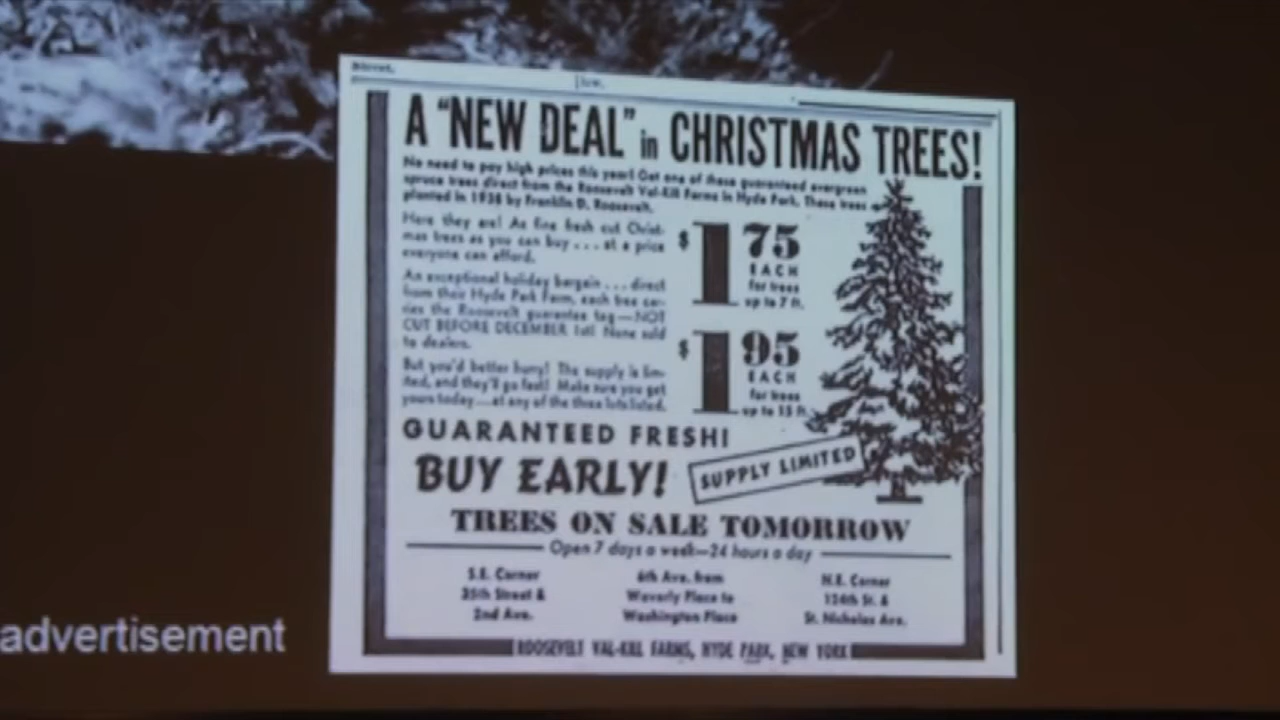 Street.
A "NEW DEAL" in CHRISTMAS TREES!
No need to pay high prices this year! Get one of these guaranteed evergreen
spruce trees direct from the Roosevelt Val-Kill Farms in Hyde Park. These trees
planted in 1938 by Franklin D. Roosevelt.
Here they are! As fine fresh cut Christ-
mas trees as you can buy . . . at a price
everyone can afford.
An exceptional holiday bargain . . . direct
from their Hyde Park Farm, each tree car-
ries the Roosevelt guarantee tag—NOT
CUT BEFORE DECEMBER 1st! None sold
to dealers.
But you'd better hurry! The supply is lim-
ited, and they'll go fast! Make sure you get
yours today—at any of the three lots listed.
$1 75
EACH
for trees
up to 7 ft.
$1 95
EACH
for trees
up to 15 ft.
GUARANTEED FRESH!
BUY EARLY!
SUPPLY LIMITED
TREES ON SALE TOMORROW
Open 7 days a week—24 hours a day
S.E. Corner
35th Street &
2nd Ave.
6th Ave. from
Waverly Place to
Washington Place
N.E. Corner
124th St. &
St. Nicholas Ave.
ROOSEVELT VAL-KILL FARMS, HYDE PARK, NEW YORK
advertisement